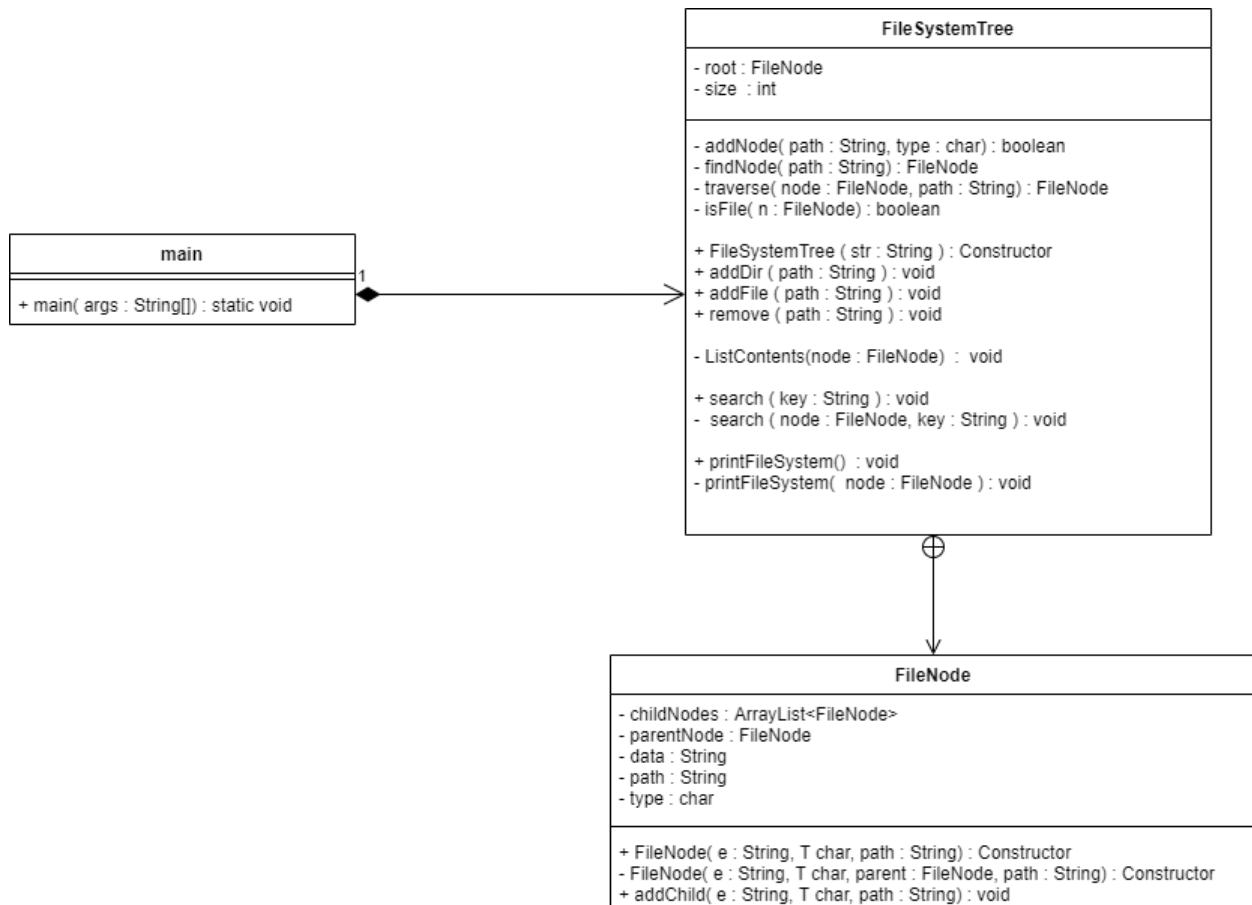 FileSystemTree
- root : FileNode
- size : int
- addNode( path : String, type : char) : boolean
- findNode( path : String) : FileNode
- traverse( node : FileNode, path : String) : FileNode
- isFile( n : FileNode) : boolean
+ FileSystemTree ( str : String ) : Constructor
+ addDir ( path : String ) : void
+ addFile ( path : String ) : void
+ remove ( path : String ) : void
- ListContents(node : FileNode) : void
+ search ( key : String ) : void
- search ( node : FileNode, key : String ) : void
+ printFileSystem() : void
- printFileSystem( node : FileNode ) : void
main
+ main( args : String[]) : static void
1
FileNode
- childNodes : ArrayList<FileNode>
- parentNode : FileNode
- data : String
- path : String
- type : char
+ FileNode( e : String, T char, path : String) : Constructor
- FileNode( e : String, T char, parent : FileNode, path : String) : Constructor
+ addChild( e : String, T char, path : String) : void